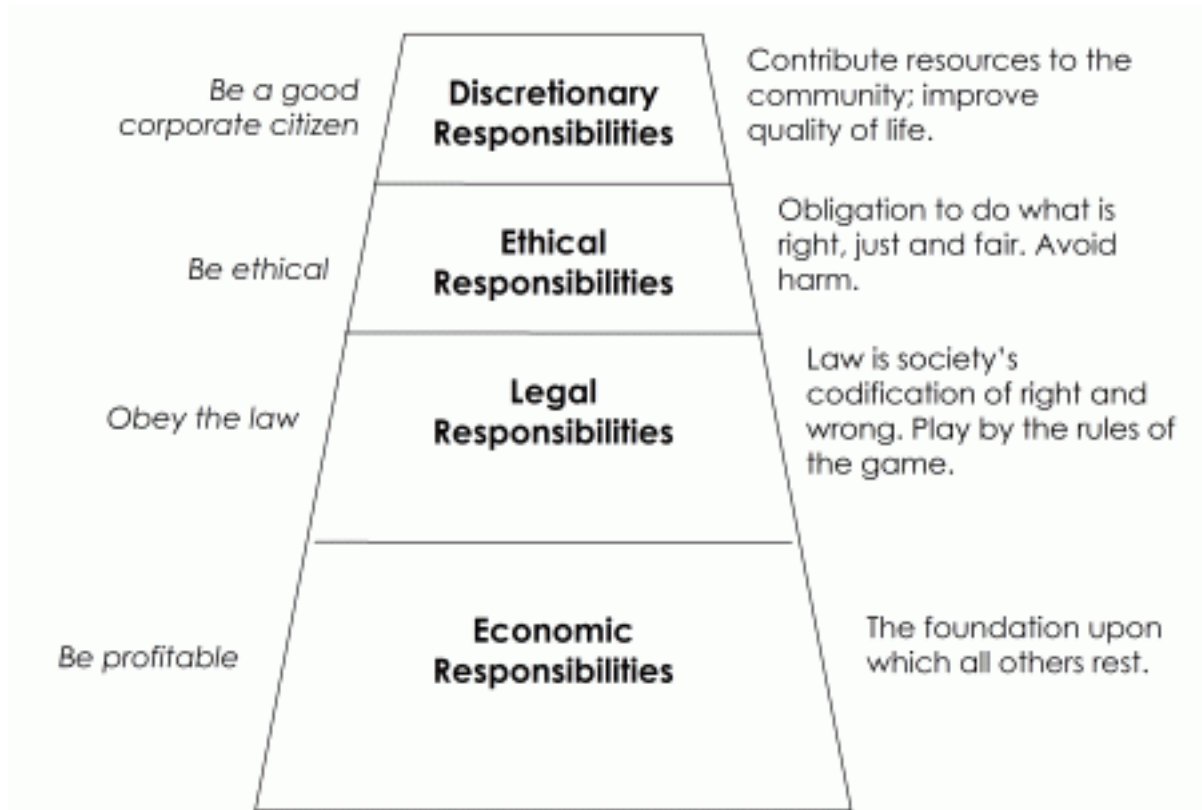 Be a good
corporate citizen
Discretionary
Responsibilities
Contribute resources to the
community; improve
quality of life.
Be ethical
Ethical
Responsibilities
Obligation to do what is
right, just and fair. Avoid
harm.
Obey the law
Legal
Responsibilities
Law is society’s
codification of right and
wrong. Play by the rules of
the game.
Be profitable
Economic
Responsibilities
The foundation upon
which all others rest.